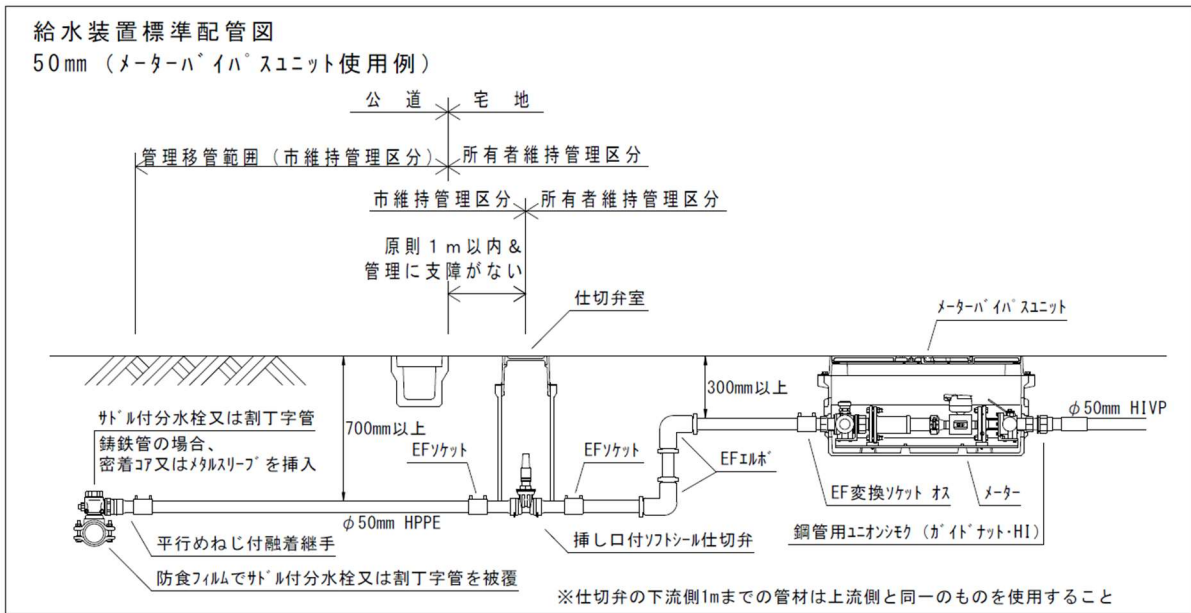 給水装置標準配管図
50mm （ﾒｰﾀｰﾊﾞｲﾊﾟｽﾕﾆｯﾄ使用例）
公 道
宅 地
管理移管範囲（市維持管理区分）
所有者維持管理区分
市維持管理区分
所有者維持管理区分
原則１ｍ以内＆
管理に支障がない
仕切弁室
ﾒｰﾀｰﾊﾞｲﾊﾟｽﾕﾆｯﾄ
ｻﾄﾞﾙ付分水栓又は割丁字管
鋳鉄管の場合、
密着ｺｱ又はﾒﾀﾙｽﾘｰﾌﾞを挿入
700mm以上
300mm以上
φ50mm HIVP
EFｿｹｯﾄ
EFｿｹｯﾄ
EFｴﾙﾎﾞ
EF変換ｿｹｯﾄ ｵｽ
ﾒｰﾀｰ
φ50mm HPPE
平行めねじ付融着継手
挿し口付ｿﾌﾄｼｰﾙ仕切弁
鋼管用ﾕﾆｵﾝｼﾓｸ（ｶﾞｲﾄﾞﾅｯﾄ･HI）
防食ﾌｨﾙﾑでｻﾄﾞﾙ付分水栓又は割丁字管を被覆
※仕切弁の下流側1mまでの管材は上流側と同一のものを使用すること